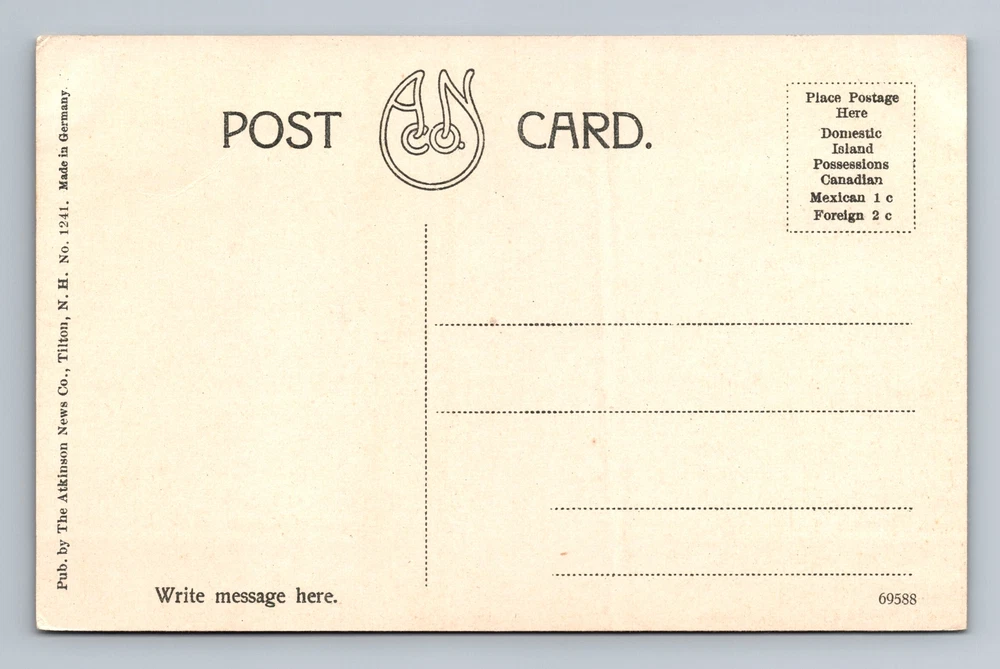 POST AN Co. CARD.
Place Postage
Here
Domestic
Island
Possessions
Canadian
Mexican 1 c
Foreign 2 c
Pub. by The Atkinson News Co., Tilton, N. H. No. 1241. Made in Germany.
Write message here.
69588